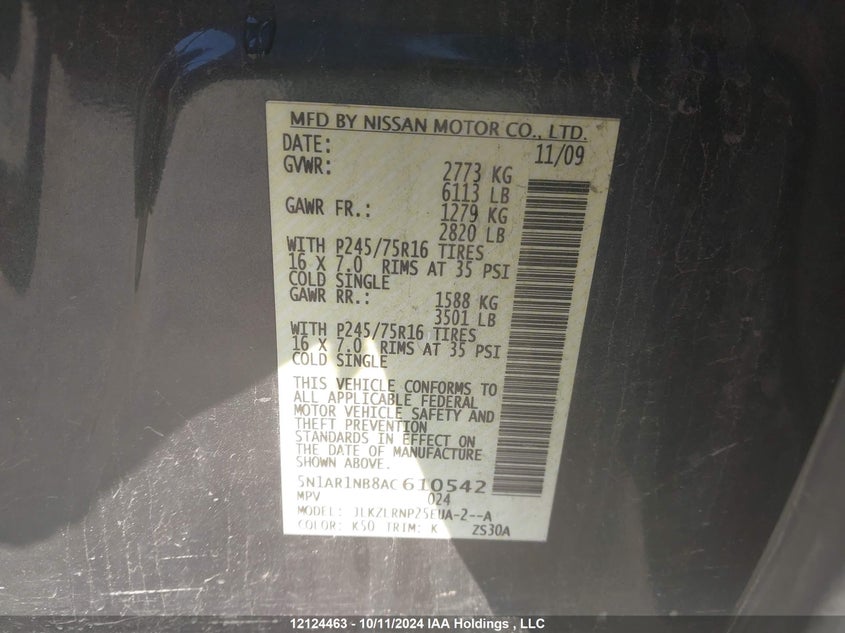 MFD BY NISSAN MOTOR CO., LTD.
DATE: 11/09
GVWR: 2773 KG
6113 LB
GAWR FR.: 1279 KG
2820 LB
WITH P245/75R16 TIRES
16 X 7.0 RIMS AT 35 PSI
COLD SINGLE
GAWR RR.: 1588 KG
3501 LB
WITH P245/75R16 TIRES
16 X 7.0 RIMS AT 35 PSI
COLD SINGLE
THIS VEHICLE CONFORMS TO
ALL APPLICABLE FEDERAL
MOTOR VEHICLE SAFETY AND
THEFT PREVENTION
STANDARDS IN EFFECT ON
THE DATE OF MANUFACTURE
SHOWN ABOVE.
5N1AR1NB8AC610542
MPV 024
MODEL: JLKZLRNP25EUA-2--A
COLOR: K50 TRIM: K ZS30A
12124463 - 10/11/2024 IAA Holdings , LLC